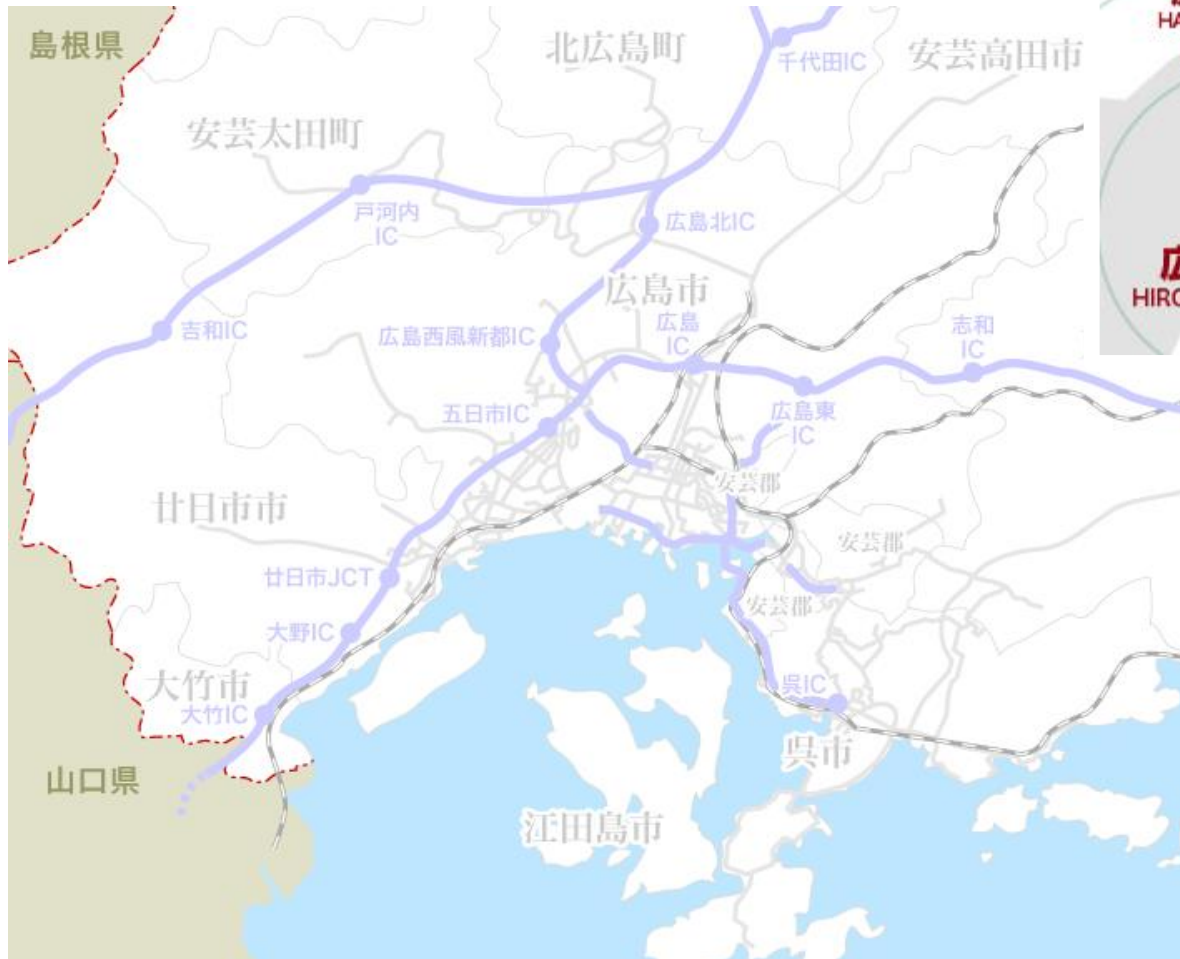 島根県
北広島町
千代田IC
安芸高田市
安芸太田町
戸河内
IC
広島北IC
広島市
吉和IC
広島西風新都IC
広島
IC
志和
IC
五日市IC
広島東
IC
安芸郡
廿日市市
安芸郡
廿日市JCT
安芸郡
大野IC
大竹市
大竹IC
呉IC
呉市
山口県
江田島市